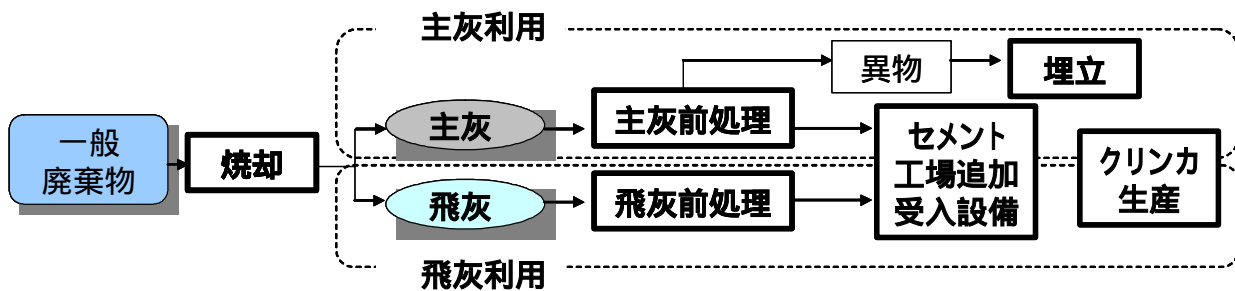 主灰利用
異物
埋立
一般
廃棄物
焼却
主灰
主灰前処理
セメント
工場追加
受入設備
クリンカ
生産
飛灰
飛灰前処理
飛灰利用